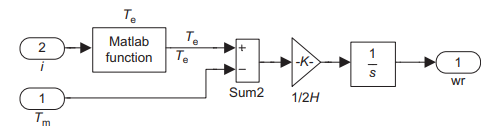 Te
2
i
Matlab
function
Te
Te
+
−
Sum2
-K-
1/2H
1
s
1
wr
1
Tm